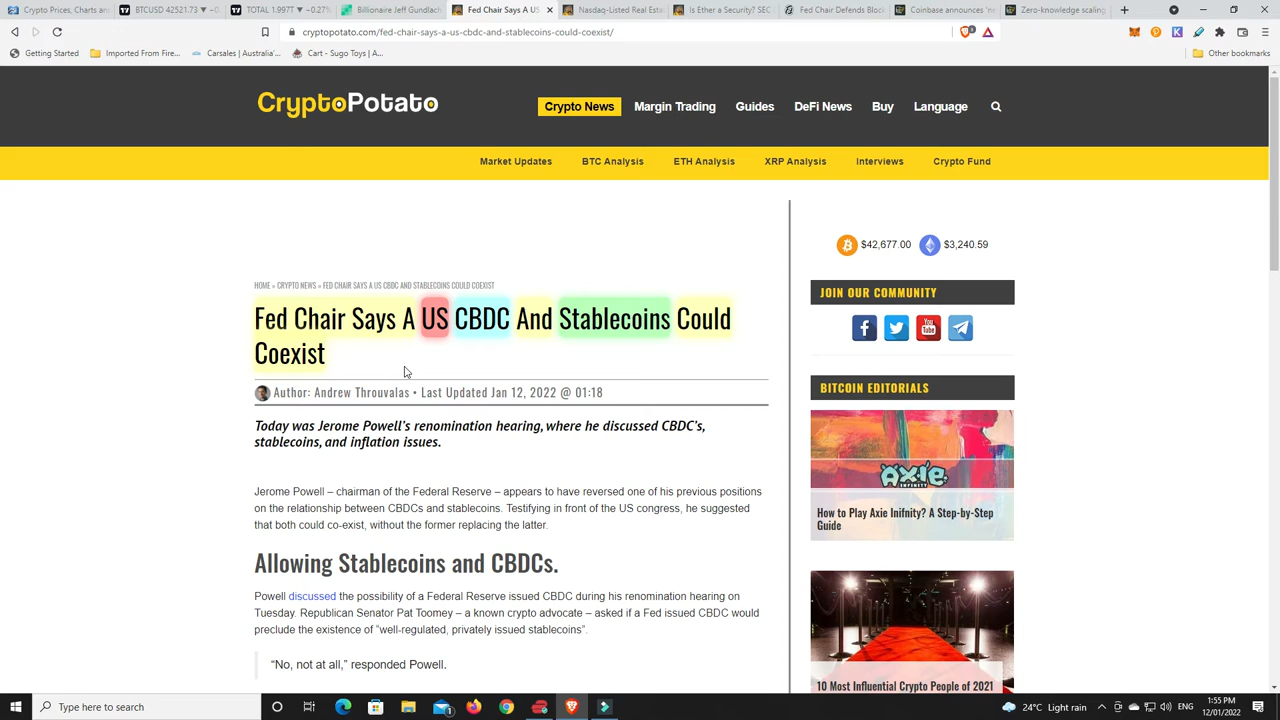 Crypto Prices, Charts and
BTCUSD 42521.73 ▼ −0.
TOTAL 1.997T ▼ −0.26%
Billionaire Jeff Gundlach
Fed Chair Says A US
Nasdaq-Listed Real Estat
Is Ether a Security? SEC
Fed Chair Defends Block
Coinbase announces 'ne
Zero-knowledge scaling
cryptopotato.com/fed-chair-says-a-us-cbdc-and-stablecoins-could-coexist/
Getting Started
Imported From Fire...
Carsales | Australia'...
Cart - Sugo Toys | A...
Other bookmarks
CryptoPotato
Crypto News
Margin Trading
Guides
DeFi News
Buy
Language
Market Updates
BTC Analysis
ETH Analysis
XRP Analysis
Interviews
Crypto Fund
$42,677.00
$3,240.59
HOME » CRYPTO NEWS » FED CHAIR SAYS A US CBDC AND STABLECOINS COULD COEXIST
Fed Chair Says A US CBDC And Stablecoins Could
Coexist
Author: Andrew Throuvalas • Last Updated Jan 12, 2022 @ 01:18
Today was Jerome Powell's renomination hearing, where he discussed CBDC's,
stablecoins, and inflation issues.
Jerome Powell – chairman of the Federal Reserve – appears to have reversed one of his previous positions
on the relationship between CBDCs and stablecoins. Testifying in front of the US congress, he suggested
that both could co-exist, without the former replacing the latter.
Allowing Stablecoins and CBDCs.
Powell discussed the possibility of a Federal Reserve issued CBDC during his renomination hearing on
Tuesday. Republican Senator Pat Toomey – a known crypto advocate – asked if a Fed issued CBDC would
preclude the existence of “well-regulated, privately issued stablecoins”.
“No, not at all,” responded Powell.
JOIN OUR COMMUNITY
You
Tube
BITCOIN EDITORIALS
AXIE
INFINITY
How to Play Axie Inifnity? A Step-by-Step
Guide
10 Most Influential Crypto People of 2021
Type here to search
24°C Light rain
ENG
1:55 PM
12/01/2022